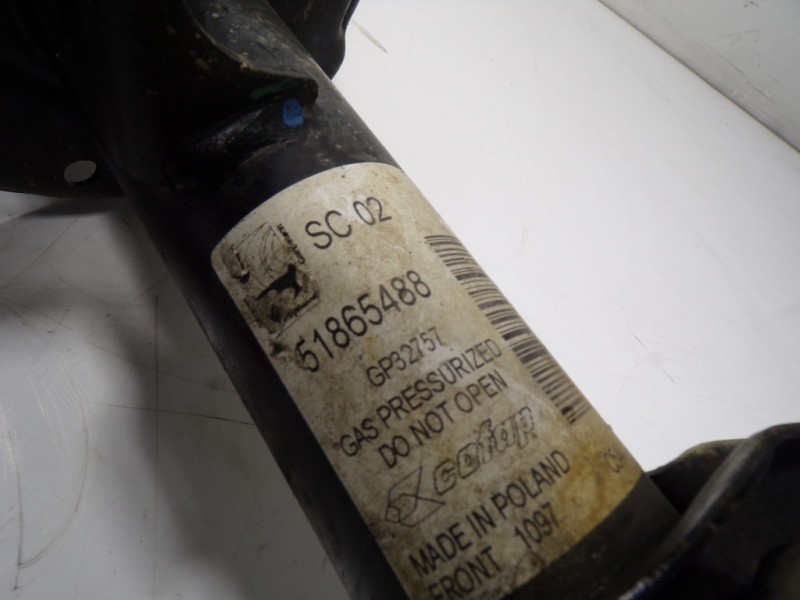 SC 02
51865488
GP32757
GAS PRESSURIZED
DO NOT OPEN
cofap
MADE IN POLAND
FRONT 1097